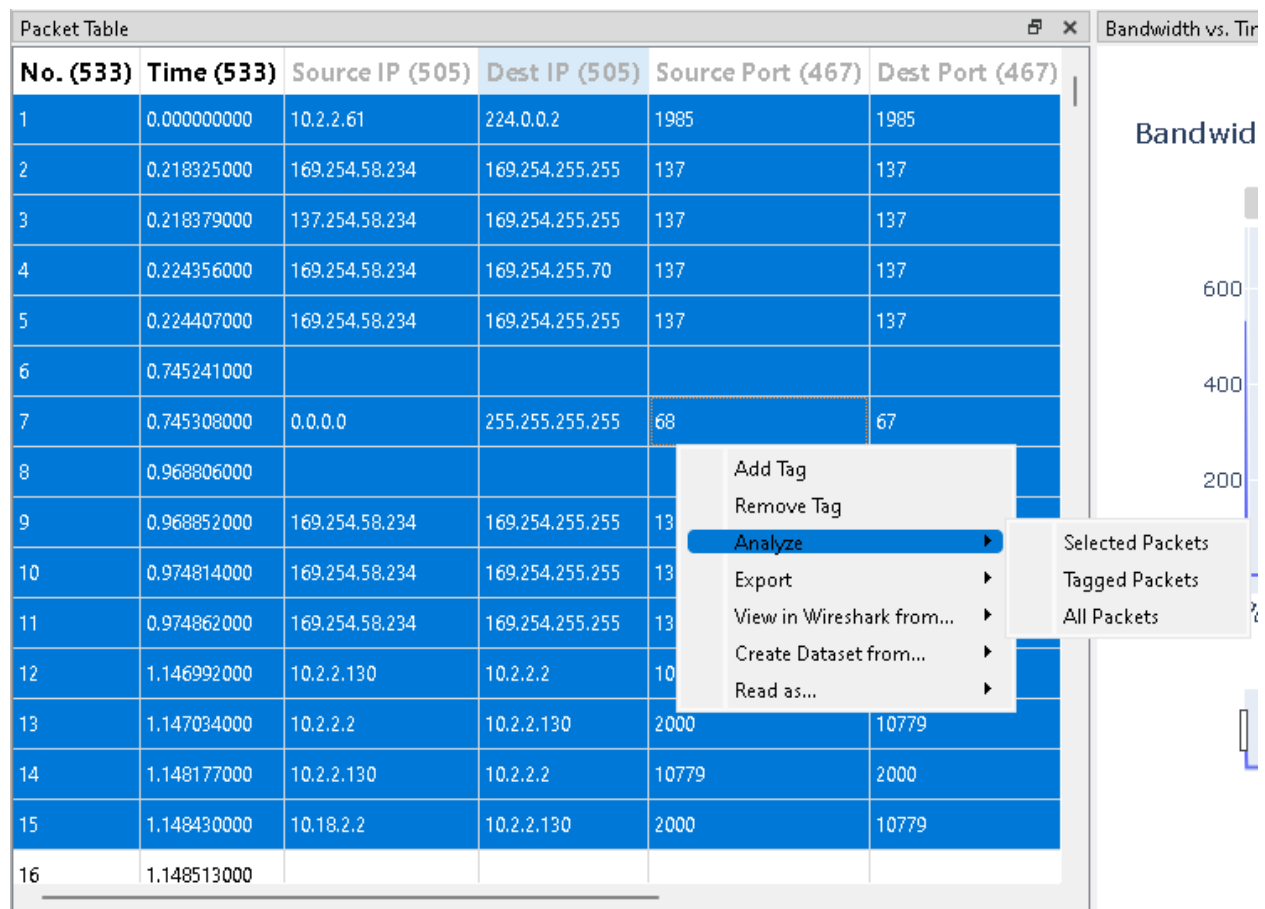 Packet Table
Bandwidth vs. Tir
No. (533) Time (533) Source IP (505) Dest IP (505) Source Port (467) Dest Port (467)
1 0.000000000 10.2.2.61 224.0.0.2 1985 1985
2 0.218325000 169.254.58.234 169.254.255.255 137 137
3 0.218379000 137.254.58.234 169.254.255.255 137 137
4 0.224356000 169.254.58.234 169.254.255.70 137 137
5 0.224407000 169.254.58.234 169.254.255.255 137 137
6 0.745241000
7 0.745308000 0.0.0.0 255.255.255.255 68 67
8 0.968806000
9 0.968852000 169.254.58.234 169.254.255.255 13
10 0.974814000 169.254.58.234 169.254.255.255 13
11 0.974862000 169.254.58.234 169.254.255.255 13
12 1.146992000 10.2.2.130 10.2.2.2 10
13 1.147034000 10.2.2.2 10.2.2.130 2000 10779
14 1.148177000 10.2.2.130 10.2.2.2 10779 2000
15 1.148430000 10.18.2.2 10.2.2.130 2000 10779
16 1.148513000
Add Tag
Remove Tag
Analyze
Export
View in Wireshark from...
Create Dataset from...
Read as...
Selected Packets
Tagged Packets
All Packets
Bandwid
600
400
200